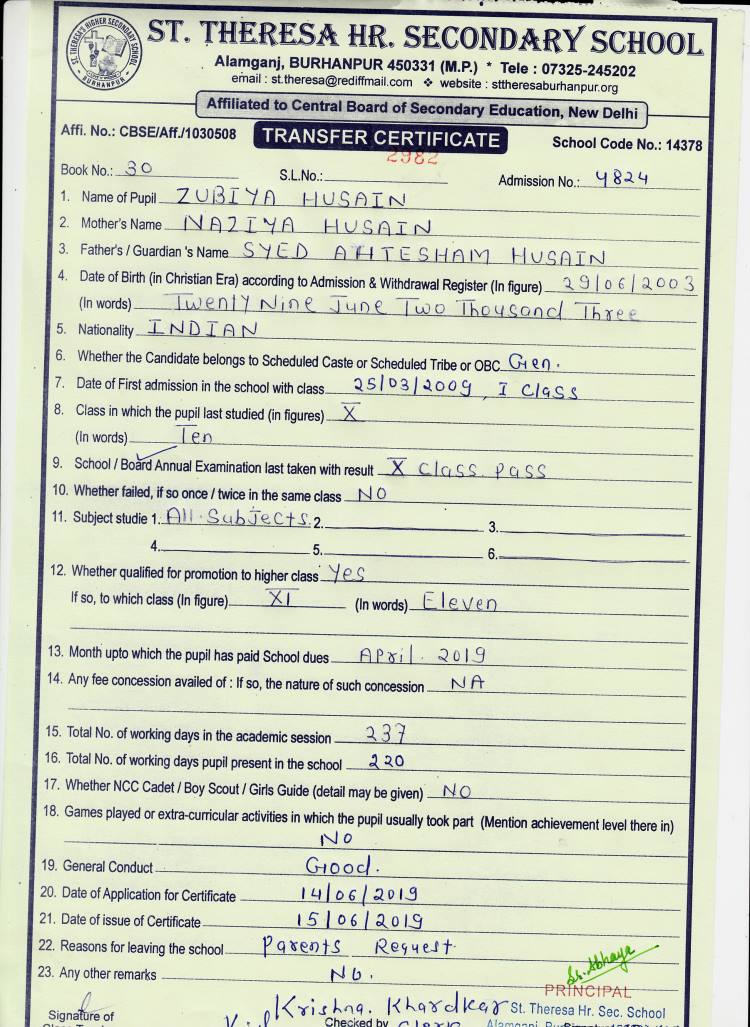 ST. THERESA HR. SECONDARY SCHOOL
Alamganj, BURHANPUR 450331 (M.P.) * Tele : 07325-245202
email : st.theresa@rediffmail.com ❖ website : sttheresaburhanpur.org
ST. THERESA'S HIGHER SECONDARY SCHOOL
BURHANPUR
Affiliated to Central Board of Secondary Education, New Delhi
Affi. No.: CBSE/Aff./1030508 TRANSFER CERTIFICATE School Code No.: 14378
2982
Book No.: 30 S.L.No.: Admission No.: 4824
1. Name of Pupil ZUBIYA HUSAIN
2. Mother's Name NAZIYA HUSAIN
3. Father's / Guardian 's Name SYED AHTESHAM HUSAIN
4. Date of Birth (in Christian Era) according to Admission & Withdrawal Register (In figure) 29/06/2003
(In words) Twenty Nine June Two Thousand Three
5. Nationality INDIAN
6. Whether the Candidate belongs to Scheduled Caste or Scheduled Tribe or OBC Gen.
7. Date of First admission in the school with class 25/03/2009, I Class
8. Class in which the pupil last studied (in figures) X
(In words) Ten
9. School / Board Annual Examination last taken with result X Class Pass
10. Whether failed, if so once / twice in the same class NO
11. Subject studie 1. All Subjects 2. 3.
4. 5. 6.
12. Whether qualified for promotion to higher class Yes
If so, to which class (In figure) XI (In words) Eleven
13. Month upto which the pupil has paid School dues April. 2019
14. Any fee concession availed of : If so, the nature of such concession NA
15. Total No. of working days in the academic session 237
16. Total No. of working days pupil present in the school 220
17. Whether NCC Cadet / Boy Scout / Girls Guide (detail may be given) NO
18. Games played or extra-curricular activities in which the pupil usually took part (Mention achievement level there in)
NO
19. General Conduct Good.
20. Date of Application for Certificate 14/06/2019
21. Date of issue of Certificate 15/06/2019
22. Reasons for leaving the school Parents Request
23. Any other remarks No.
Sr. Abhaya
PRINCIPAL
Krishna. Khardkar St. Theresa Hr. Sec. School
Signature of Checked by Clerk